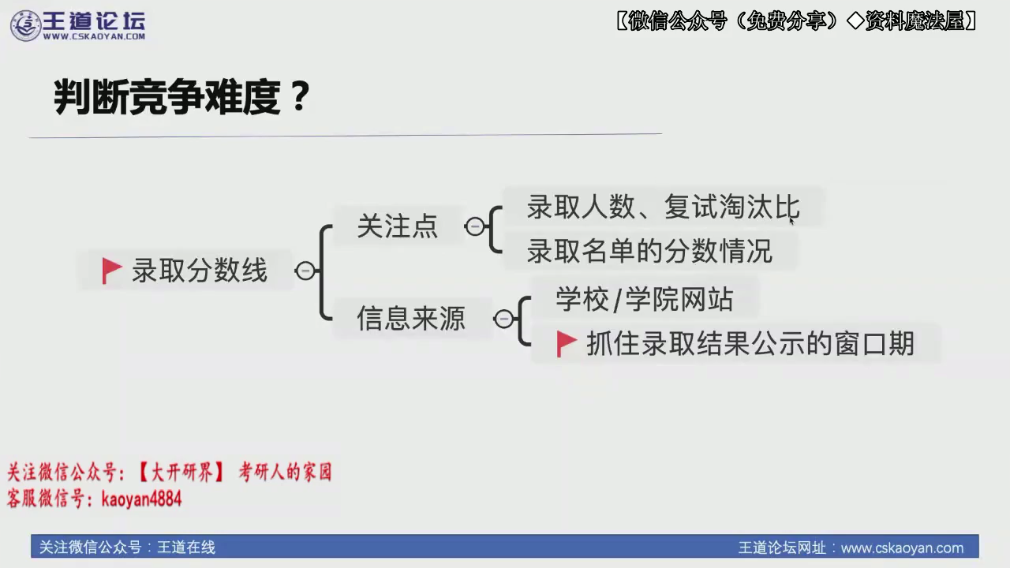 王道论坛
WWW.CSKAOYAN.COM
【微信公众号（免费分享）◆资料魔法屋】
判断竞争难度？
录取分数线
关注点
录取人数、复试淘汰比
录取名单的分数情况
信息来源
学校/学院网站
抓住录取结果公示的窗口期
关注微信公众号：【大开研界】 考研人的家园
客服微信号：kaoyan4884
关注微信公众号：王道在线
王道论坛网址：www.cskaoyan.com